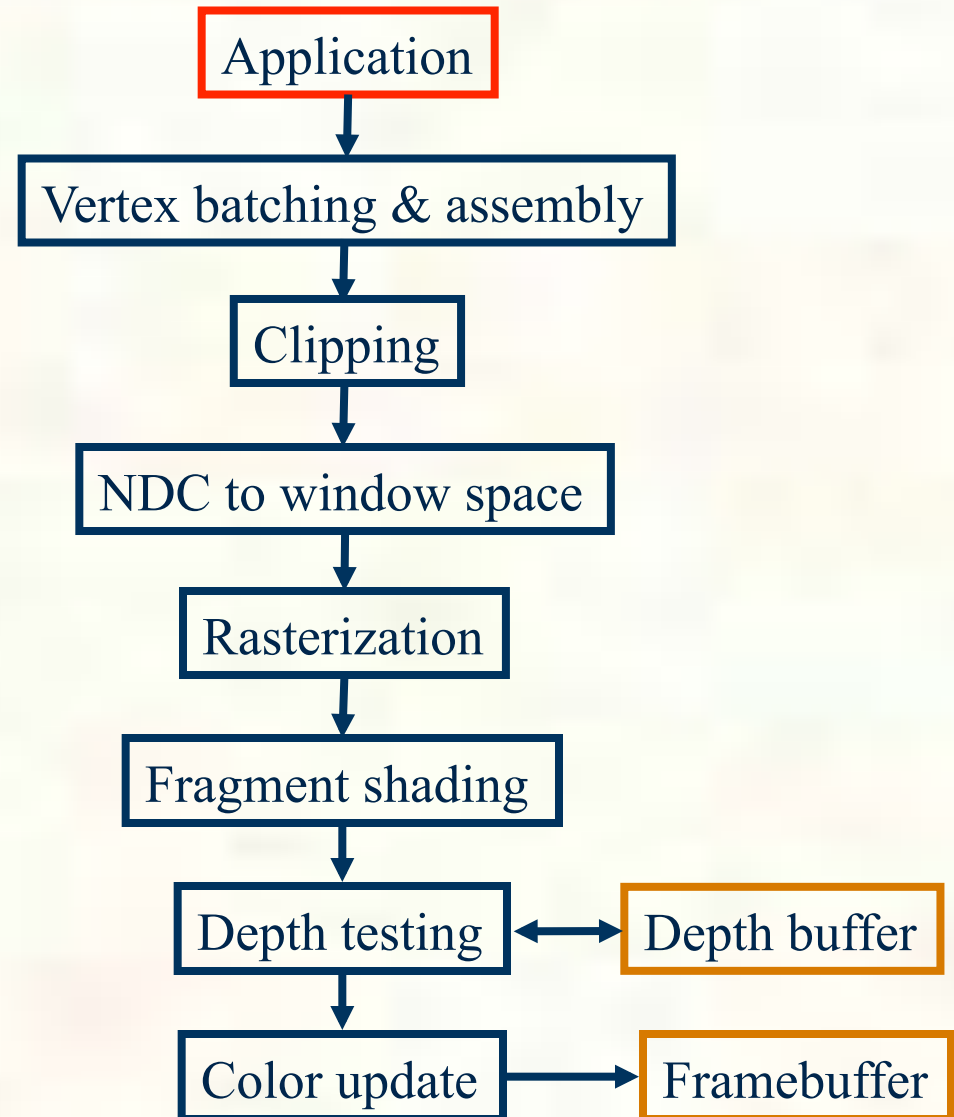 Application
Vertex batching & assembly
Clipping
NDC to window space
Rasterization
Fragment shading
Depth testing
Depth buffer
Color update
Framebuffer